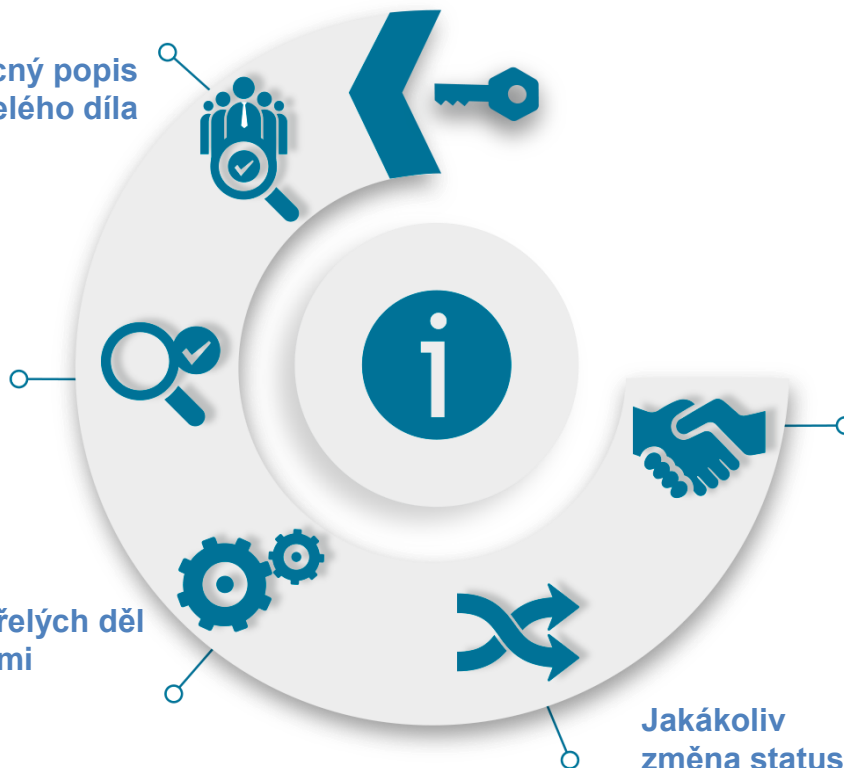 cný popis
elého díla
i
řelých děl
mi
Jakákoliv
změna status